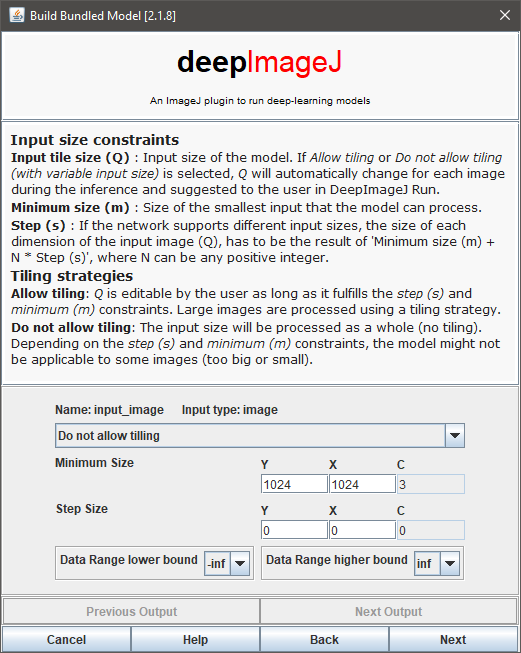 Build Bundled Model [2.1.8]
deepImageJ
An ImageJ plugin to run deep-learning models
Input size constraints
Input tile size (Q) : Input size of the model. If Allow tiling or Do not allow tiling
(with variable input size) is selected, Q will automatically change for each image
during the inference and suggested to the user in DeepImageJ Run.
Minimum size (m) : Size of the smallest input that the model can process.
Step (s) : If the network supports different input sizes, the size of each
dimension of the input image (Q), has to be the result of 'Minimum size (m) +
N * Step (s)', where N can be any positive integer.
Tiling strategies
Allow tiling: Q is editable by the user as long as it fulfills the step (s) and
minimum (m) constraints. Large images are processed using a tiling strategy.
Do not allow tiling: The input size will be processed as a whole (no tiling).
Depending on the step (s) and minimum (m) constraints, the model might not
be applicable to some images (too big or small).
Name: input_image Input type: image
Do not allow tilling
Minimum Size Y X C
1024 1024 3
Step Size Y X C
0 0 0
Data Range lower bound -inf Data Range higher bound inf
Previous Output Next Output
Cancel Help Back Next